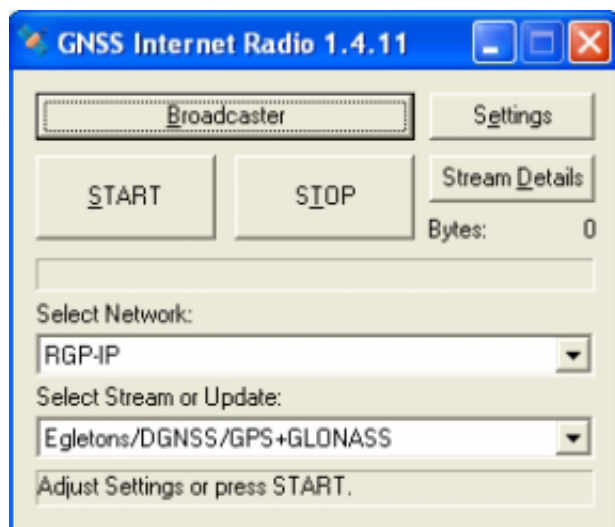 GNSS Internet Radio 1.4.11
Broadcaster
Settings
START
STOP
Stream Details
Bytes: 0
Select Network:
RGP-IP
Select Stream or Update:
Egletons/DGNSS/GPS+GLONASS
Adjust Settings or press START.